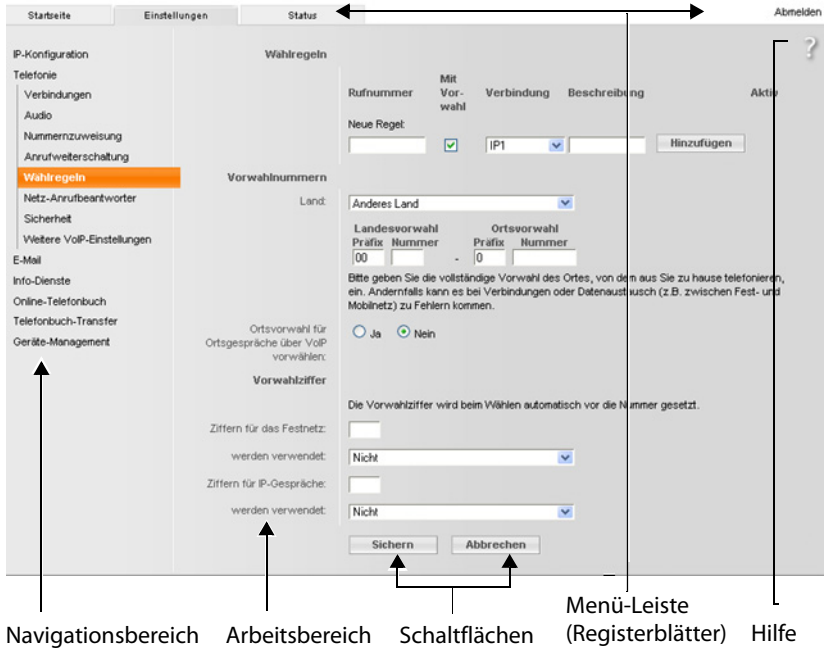 Startseite Einstellungen Status Abmelden
IP-Konfiguration
Telefonie
Verbindungen
Audio
Nummernzuweisung
Anrufweiterschaltung
Wählregeln
Netz-Anrufbeantworter
Sicherheit
Weitere VoIP-Einstellungen
E-Mail
Info-Dienste
Online-Telefonbuch
Telefonbuch-Transfer
Geräte-Management
Wählregeln
Rufnummer Mit Vor- wahl Verbindung Beschreibung Aktiv
Neue Regel:
IP1 Hinzufügen
Vorwahlnummern
Land: Anderes Land
Landesvorwahl Ortsvorwahl
Präfix Nummer Präfix Nummer
00 - 0
Bitte geben Sie die vollständige Vorwahl des Ortes, von dem aus Sie zu hause telefonieren,
ein. Andernfalls kann es bei Verbindungen oder Datenaustausch (z.B. zwischen Fest- und
Mobilnetz) zu Fehlern kommen.
Ortsvorwahl für
Ortsgespräche über VoIP
vorwählen:
Ja Nein
Vorwahlziffer
Die Vorwahlziffer wird beim Wählen automatisch vor die Nummer gesetzt.
Ziffern für das Festnetz:
werden verwendet: Nicht
Ziffern für IP-Gespräche:
werden verwendet: Nicht
Sichern Abbrechen
?
Navigationsbereich Arbeitsbereich Schaltflächen Menü-Leiste
(Registerblätter) Hilfe